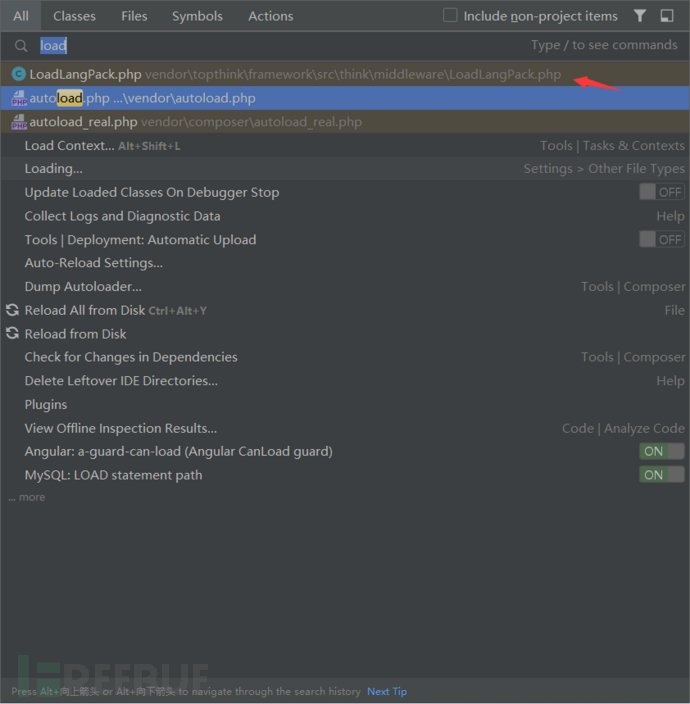 All Classes Files Symbols Actions Include non-project items
load Type / to see commands
LoadLangPack.php vendor\topthink\framework\src\think\middleware\LoadLangPack.php
autoload.php ...\vendor\autoload.php
autoload_real.php vendor\composer\autoload_real.php
Load Context... Alt+Shift+L Tools | Tasks & Contexts
Loading... Settings > Other File Types
Update Loaded Classes On Debugger Stop OFF
Collect Logs and Diagnostic Data Help
Tools | Deployment: Automatic Upload OFF
Auto-Reload Settings...
Dump Autoloader... Tools | Composer
Reload All from Disk Ctrl+Alt+Y File
Reload from Disk
Check for Changes in Dependencies Tools | Composer
Delete Leftover IDE Directories... Help
Plugins
View Offline Inspection Results... Code | Analyze Code
Angular: a-guard-can-load (Angular CanLoad guard) ON
MySQL: LOAD statement path ON
... more
FREEBUF
Press Alt+向上箭头 or Alt+向下箭头 to navigate through the search history Next Tip